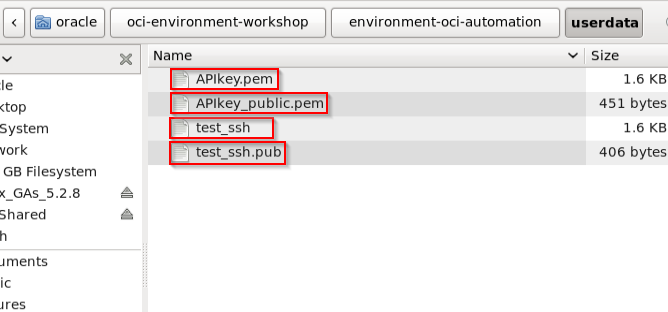 oracle oci-environment-workshop environment-oci-automation userdata
Name Size
APIkey.pem 1.6 KB
APIkey_public.pem 451 bytes
test_ssh 1.6 KB
test_ssh.pub 406 bytes
cle
ktop
System
work
GB Filesystem
x_GAs_5.2.8
Shared
h
uments
ic
ures